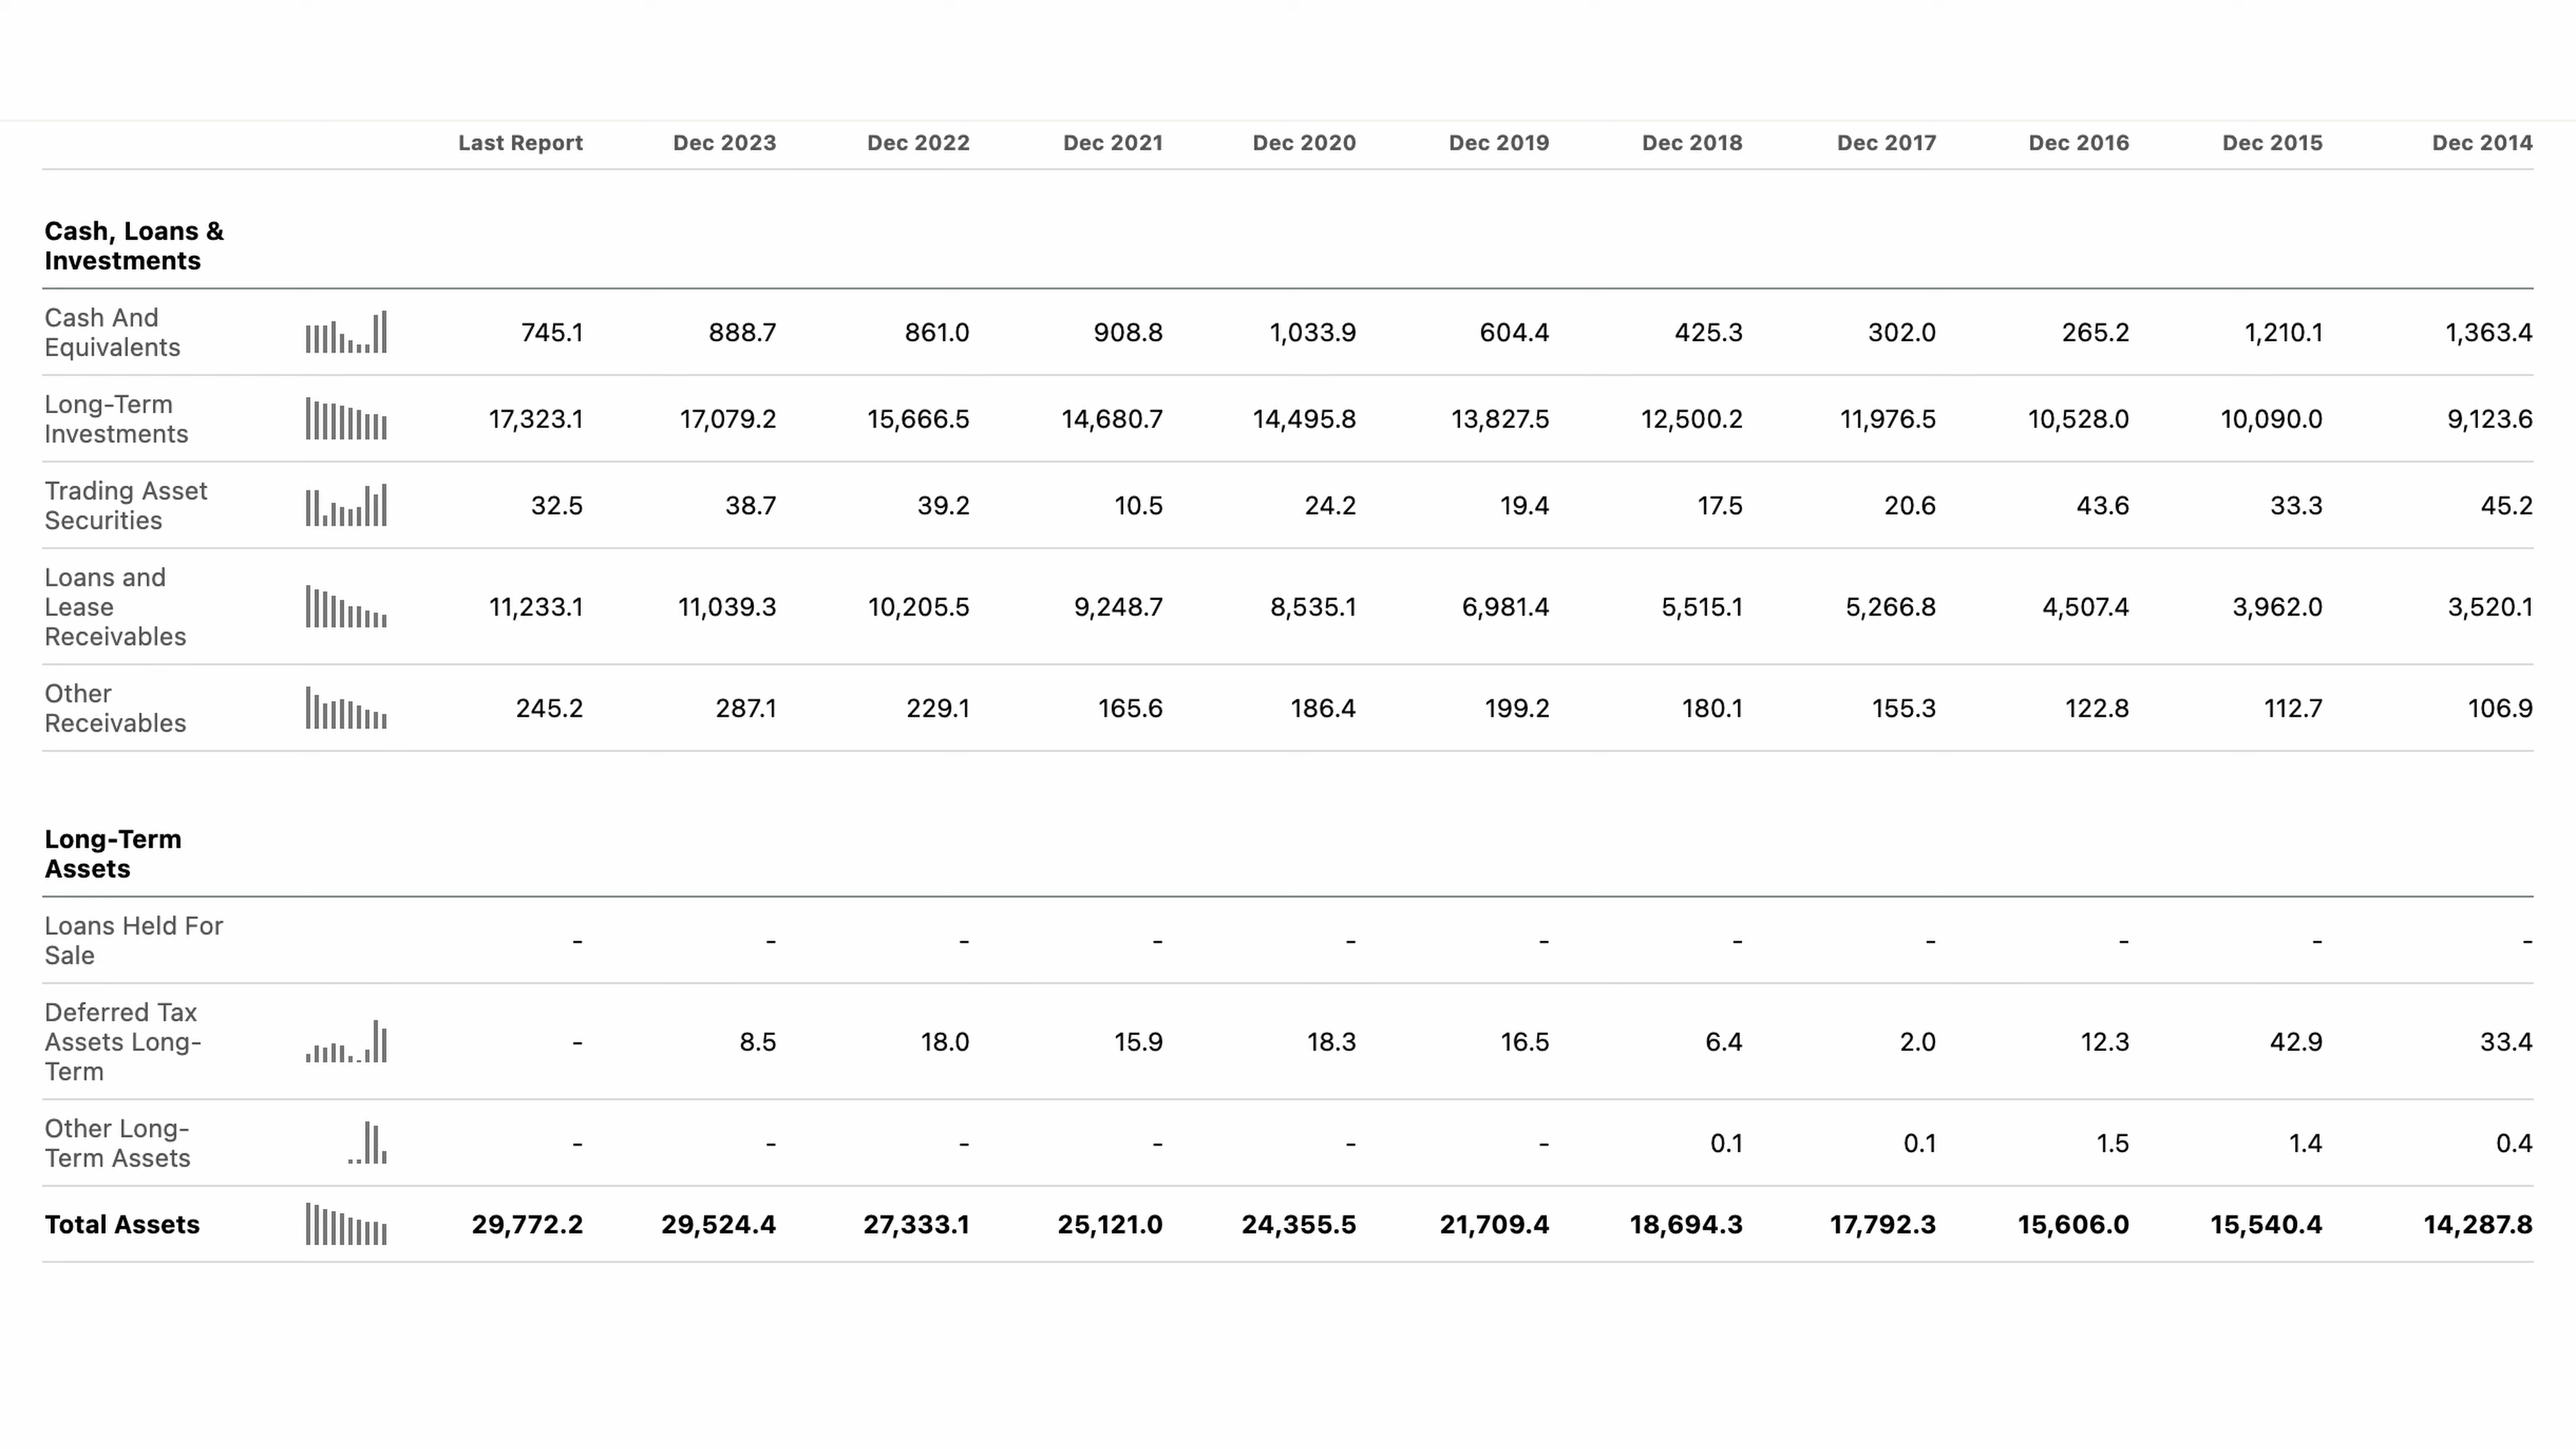 Last Report Dec 2023 Dec 2022 Dec 2021 Dec 2020 Dec 2019 Dec 2018 Dec 2017 Dec 2016 Dec 2015 Dec 2014
Cash, Loans &
Investments
Cash And
Equivalents 745.1 888.7 861.0 908.8 1,033.9 604.4 425.3 302.0 265.2 1,210.1 1,363.4
Long-Term
Investments 17,323.1 17,079.2 15,666.5 14,680.7 14,495.8 13,827.5 12,500.2 11,976.5 10,528.0 10,090.0 9,123.6
Trading Asset
Securities 32.5 38.7 39.2 10.5 24.2 19.4 17.5 20.6 43.6 33.3 45.2
Loans and
Lease 11,233.1 11,039.3 10,205.5 9,248.7 8,535.1 6,981.4 5,515.1 5,266.8 4,507.4 3,962.0 3,520.1
Receivables
Other
Receivables 245.2 287.1 229.1 165.6 186.4 199.2 180.1 155.3 122.8 112.7 106.9
Long-Term
Assets
Loans Held For
Sale - - - - - - - - - - -
Deferred Tax
Assets Long- - 8.5 18.0 15.9 18.3 16.5 6.4 2.0 12.3 42.9 33.4
Term
Other Long-
Term Assets - - - - - - 0.1 0.1 1.5 1.4 0.4
Total Assets 29,772.2 29,524.4 27,333.1 25,121.0 24,355.5 21,709.4 18,694.3 17,792.3 15,606.0 15,540.4 14,287.8